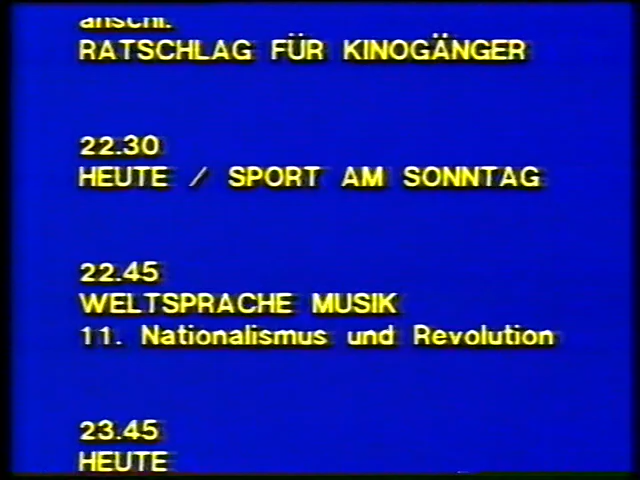 anschl.
RATSCHLAG FÜR KINOGÄNGER
22.30
HEUTE / SPORT AM SONNTAG
22.45
WELTSPRACHE MUSIK
11. Nationalismus und Revolution
23.45
HEUTE